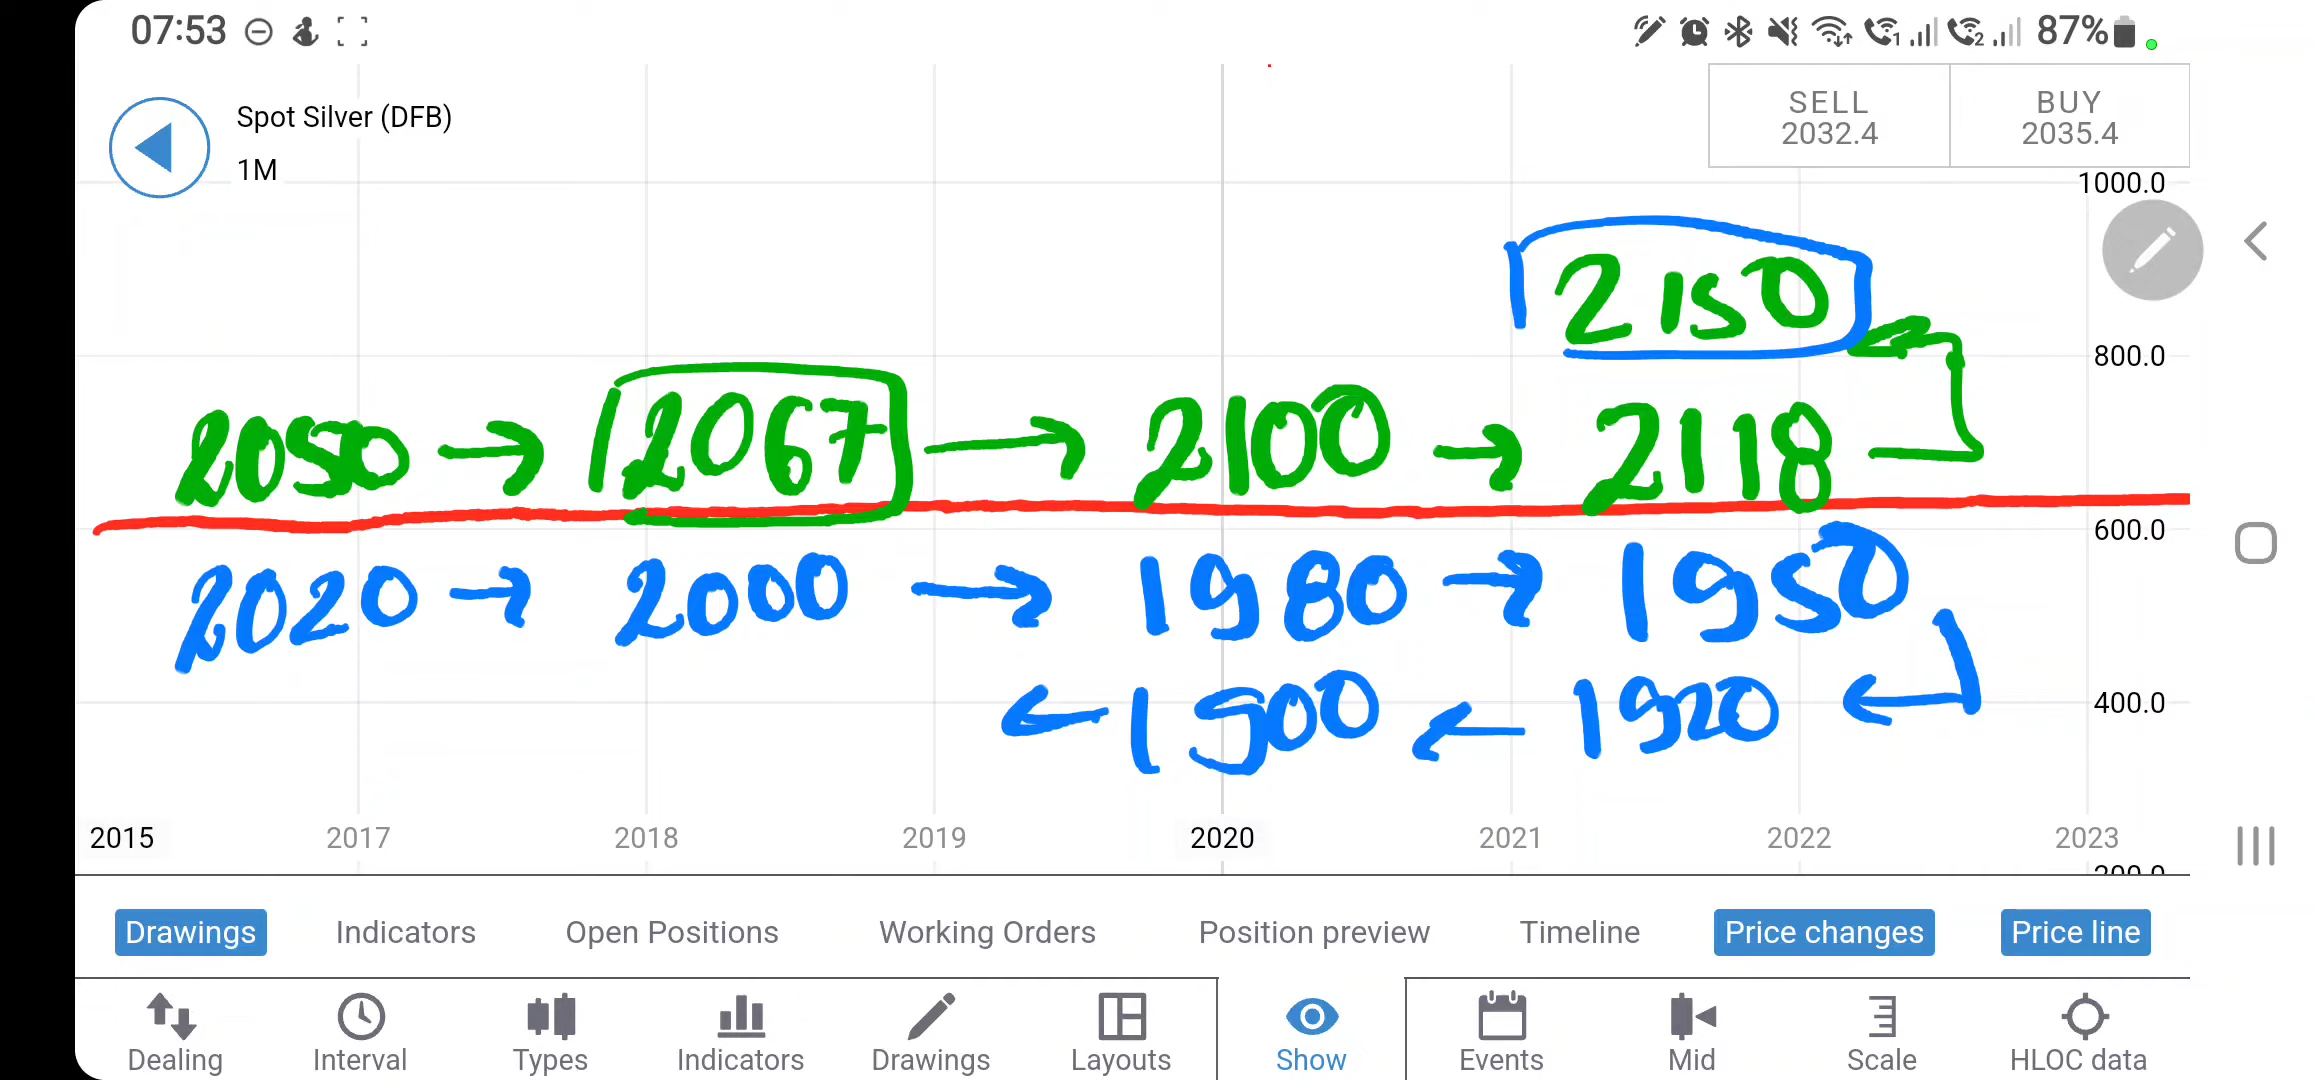 07:53
87%
Spot Silver (DFB)
1M
SELL
2032.4
BUY
2035.4
1000.0
2150
800.0
2050 → 2067 → 2100 → 2118
600.0
2020 → 2000 → 1980 → 1950
← 1900 ← 1920 ←
400.0
2015 2017 2018 2019 2020 2021 2022 2023
200.0
Drawings Indicators Open Positions Working Orders Position preview Timeline Price changes Price line
Dealing Interval Types Indicators Drawings Layouts Show Events Mid Scale HLOC data